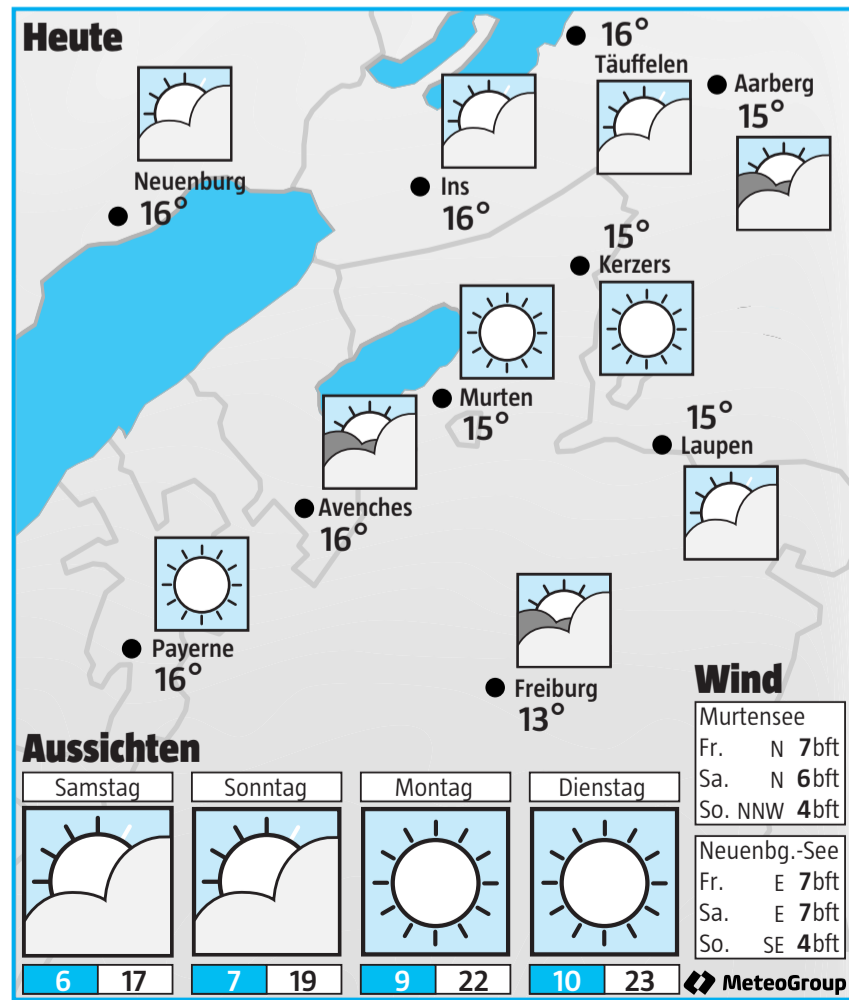 Heute
16°
Täuffelen
Aarberg
15°
Neuenburg
16°
Ins
16°
15°
Kerzers
Murten
15°
15°
Laupen
Avenches
16°
Payerne
16°
Freiburg
13°
Wind
Murtensee
Fr. N 7bft
Sa. N 6bft
So. NNW 4bft
Neuenbg.-See
Fr. E 7bft
Sa. E 7bft
So. SE 4bft
MeteoGroup
Aussichten
Samstag Sonntag Montag Dienstag
6 17 7 19 9 22 10 23